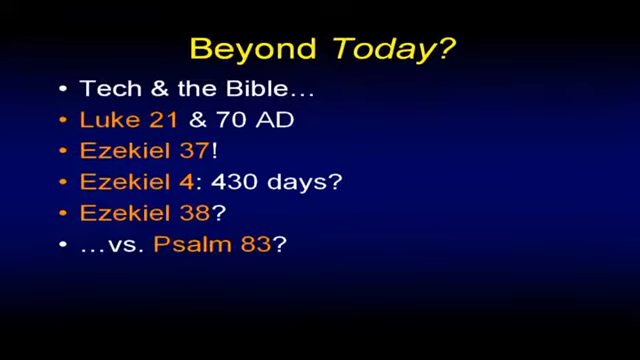 Beyond Today?
• Tech & the Bible…
• Luke 21 & 70 AD
• Ezekiel 37!
• Ezekiel 4: 430 days?
• Ezekiel 38?
• …vs. Psalm 83?